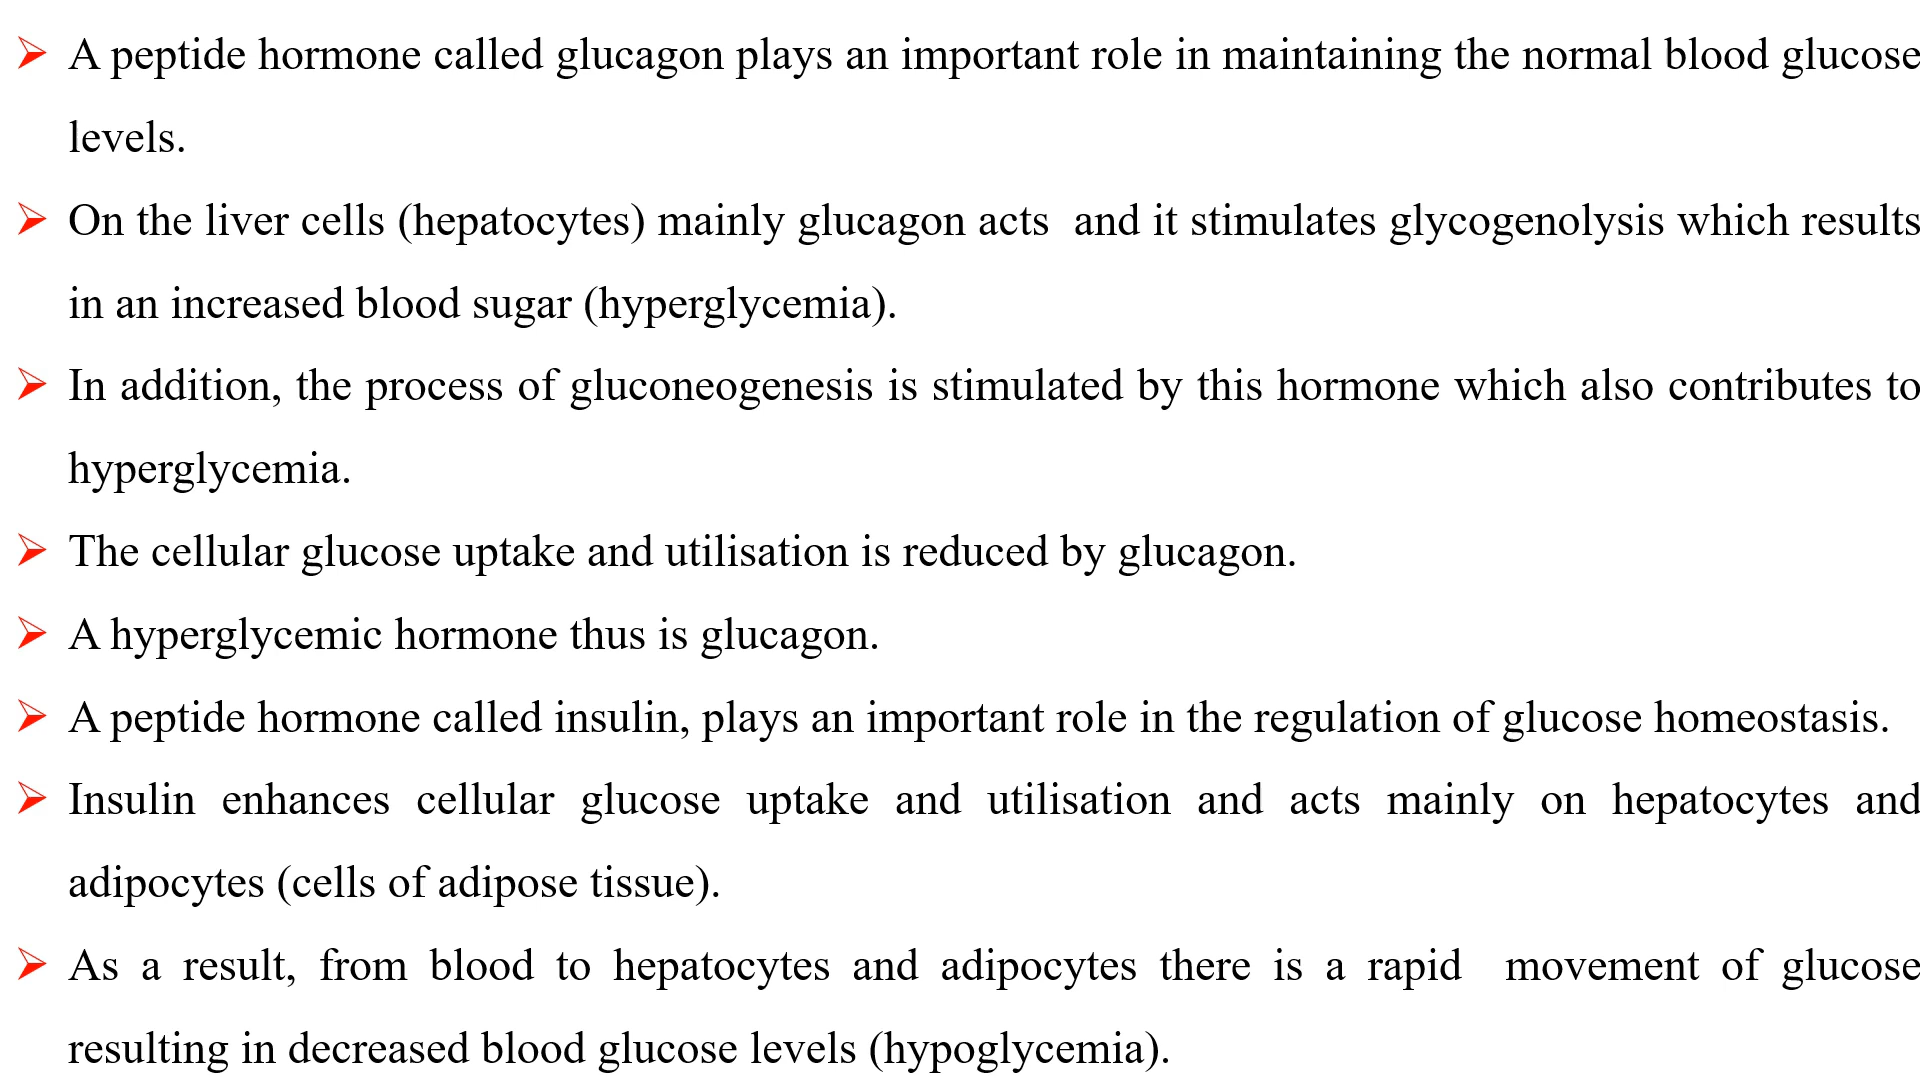 ➢ A peptide hormone called glucagon plays an important role in maintaining the normal blood glucose
levels.
➢ On the liver cells (hepatocytes) mainly glucagon acts  and it stimulates glycogenolysis which results
in an increased blood sugar (hyperglycemia).
➢ In addition, the process of gluconeogenesis is stimulated by this hormone which also contributes to
hyperglycemia.
➢ The cellular glucose uptake and utilisation is reduced by glucagon.
➢ A hyperglycemic hormone thus is glucagon.
➢ A peptide hormone called insulin, plays an important role in the regulation of glucose homeostasis.
➢ Insulin enhances cellular glucose uptake and utilisation and acts mainly on hepatocytes and
adipocytes (cells of adipose tissue).
➢ As a result, from blood to hepatocytes and adipocytes there is a rapid  movement of glucose
resulting in decreased blood glucose levels (hypoglycemia).